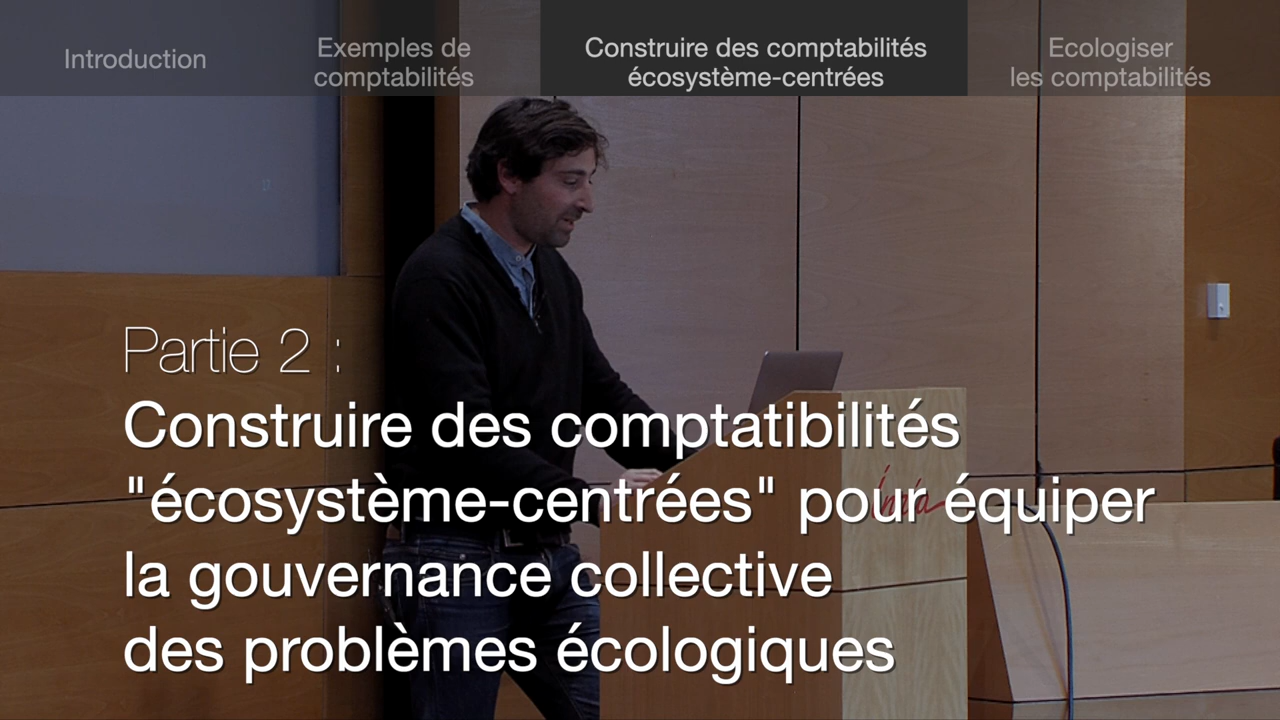 Introduction
Exemples de
comptabilités
Construire des comptabilités
écosystème-centrées
Ecologiser
les comptabilités
Partie 2 :
Construire des comptatibilités
"écosystème-centrées" pour équiper
la gouvernance collective
des problèmes écologiques
Inria